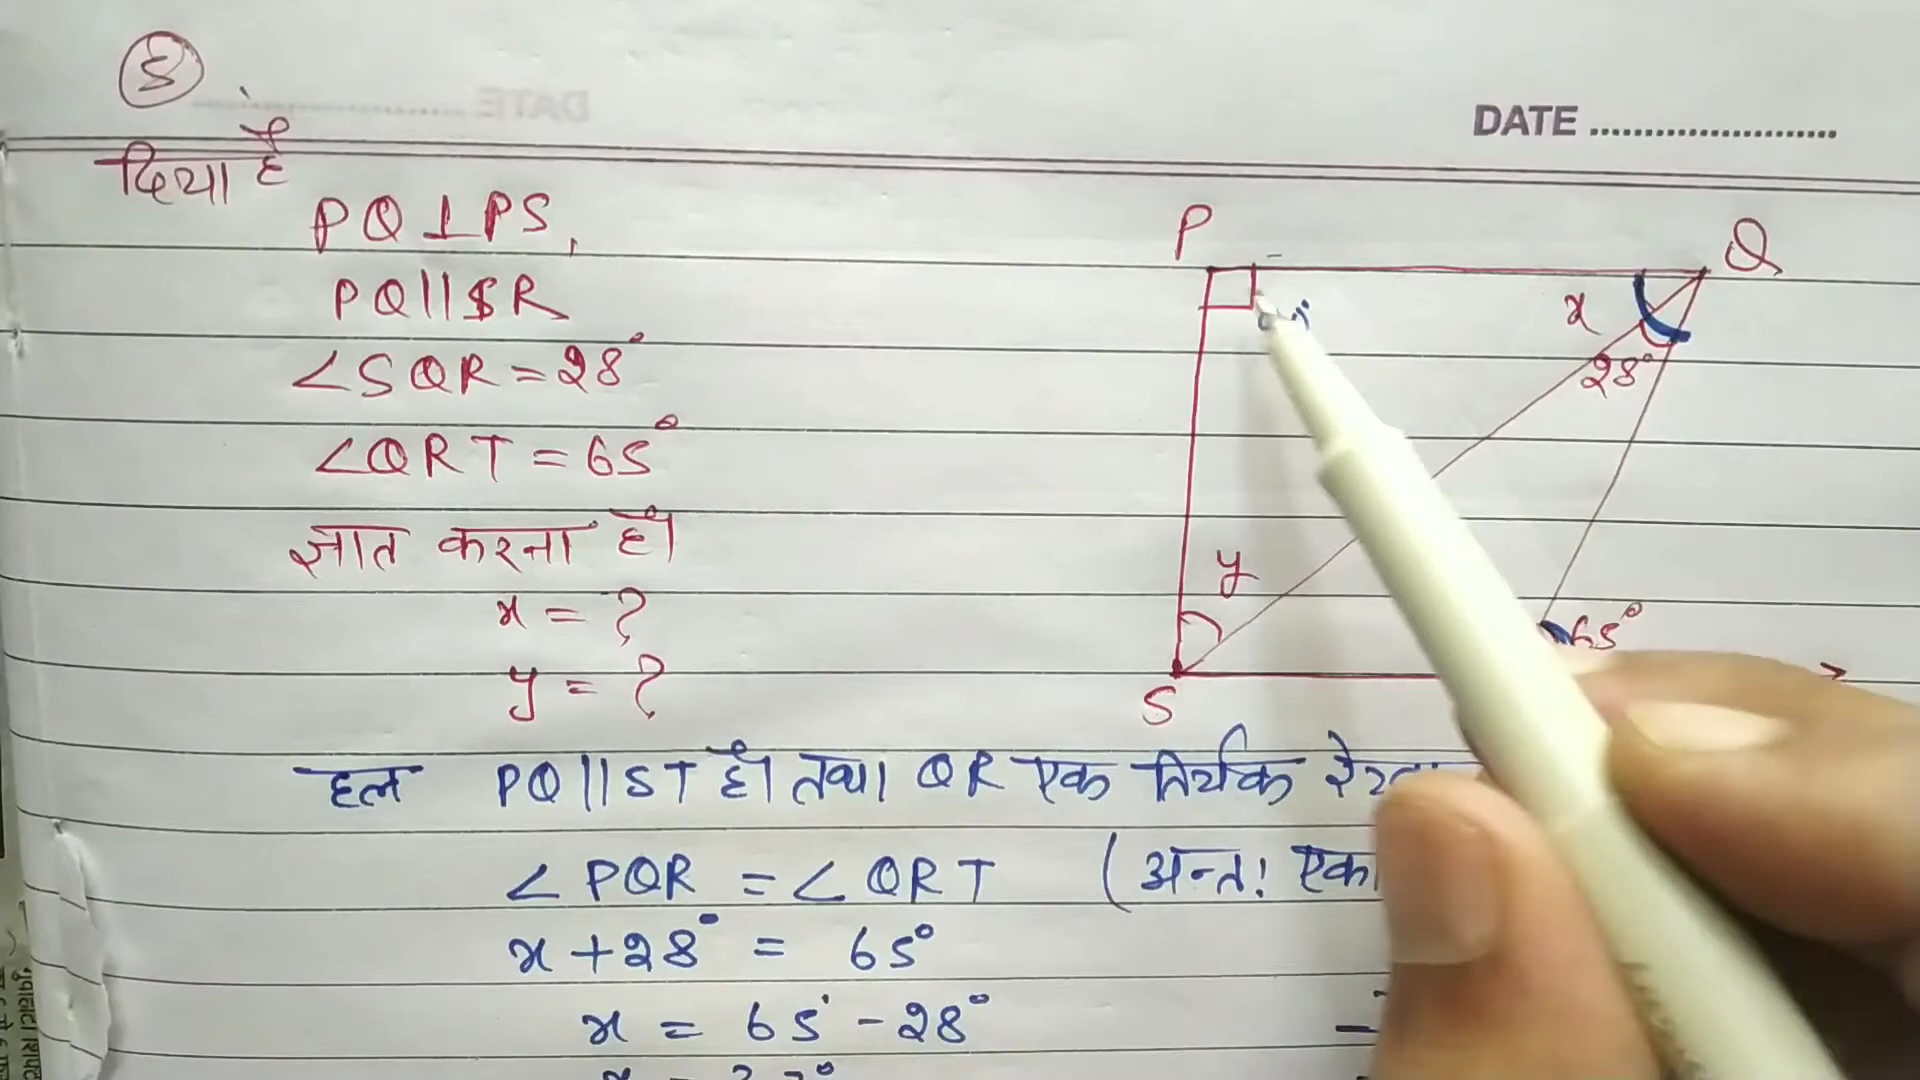 5
DATE ........................
दिया है
PQ⊥PS,
PQ||SR
∠SQR = 28°
∠QRT = 65°
ज्ञात करना है।
x = ?
y = ?
P
Q
x
28°
y
65°
S
हल PQ||ST है। तथा QR एक तिर्यक
∠PQR = ∠QRT (अन्त: एका
x + 28° = 65°
x = 65° - 28°